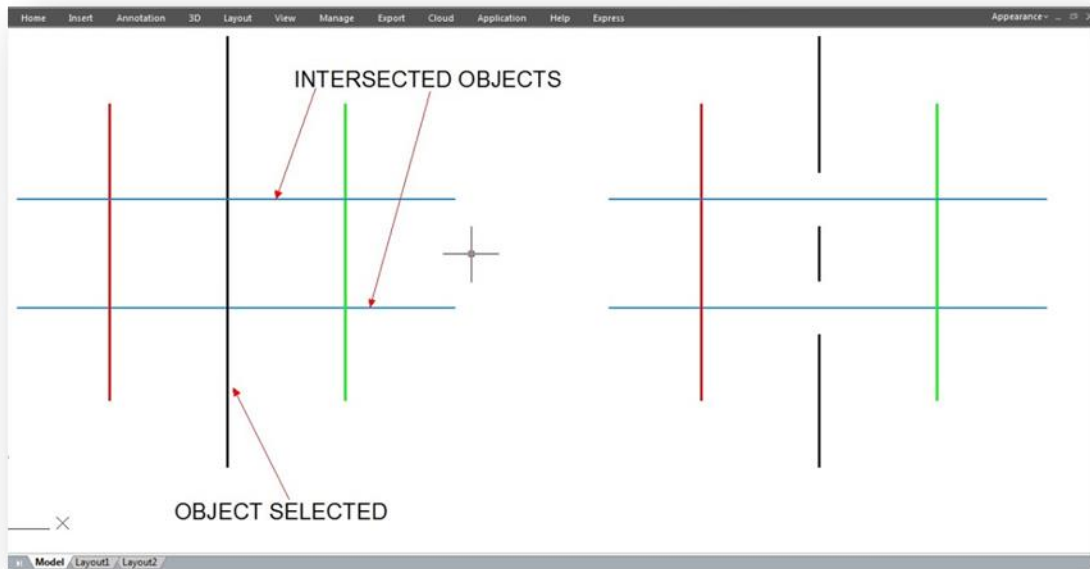 Home Insert Annotation 3D Layout View Manage Export Cloud Application Help Express Appearance
INTERSECTED OBJECTS
OBJECT SELECTED
Model Layout1 Layout2